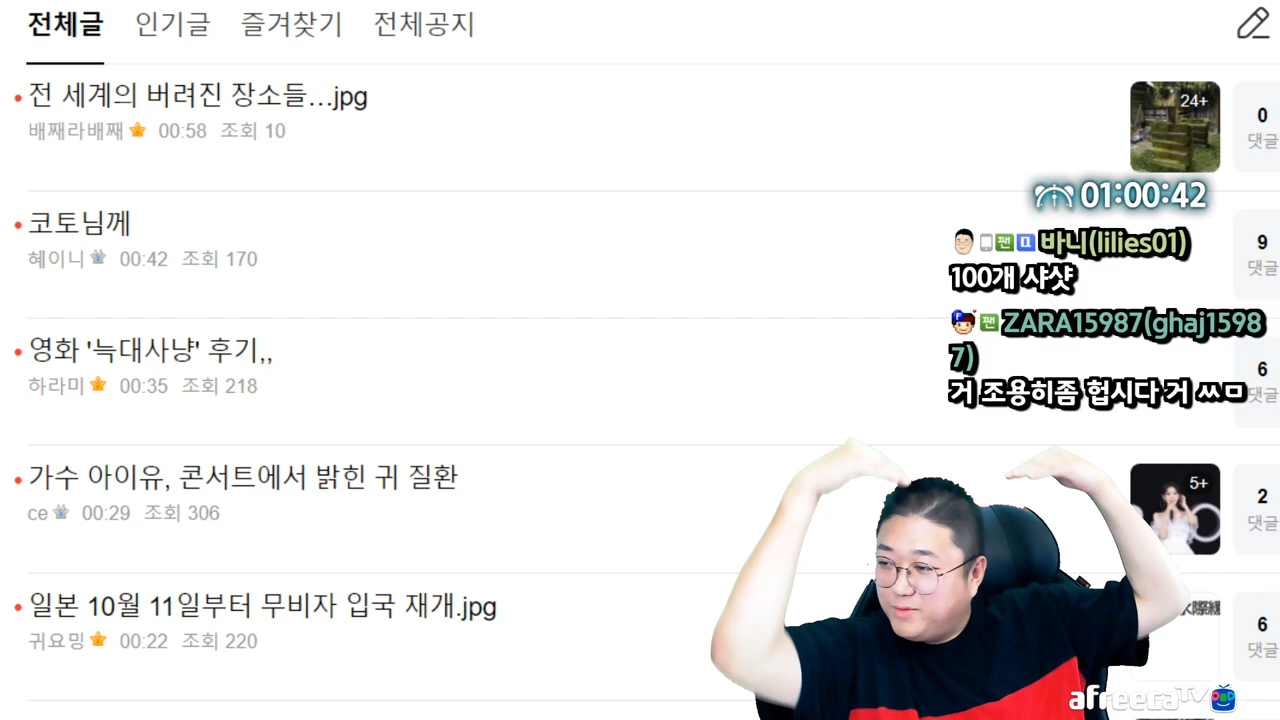 전체글 인기글 즐겨찾기 전체공지
전 세계의 버려진 장소들...jpg
배째라배째 00:58 조회 10
24+
0
댓글
01:00:42
코토님께
혜이니 00:42 조회 170
9
댓글
짼 바니(lilies01)
100개 샤샷
짼 ZARA15987(ghaj1598
7)
거 조용히좀 헙시다 거 ㅆㅁ
영화 '늑대사냥' 후기,,
하라미 00:35 조회 218
6
댓글
가수 아이유, 콘서트에서 밝힌 귀 질환
ce 00:29 조회 306
5+
2
댓글
일본 10월 11일부터 무비자 입국 재개.jpg
귀요밍 00:22 조회 220
6
댓글
afreecaTV